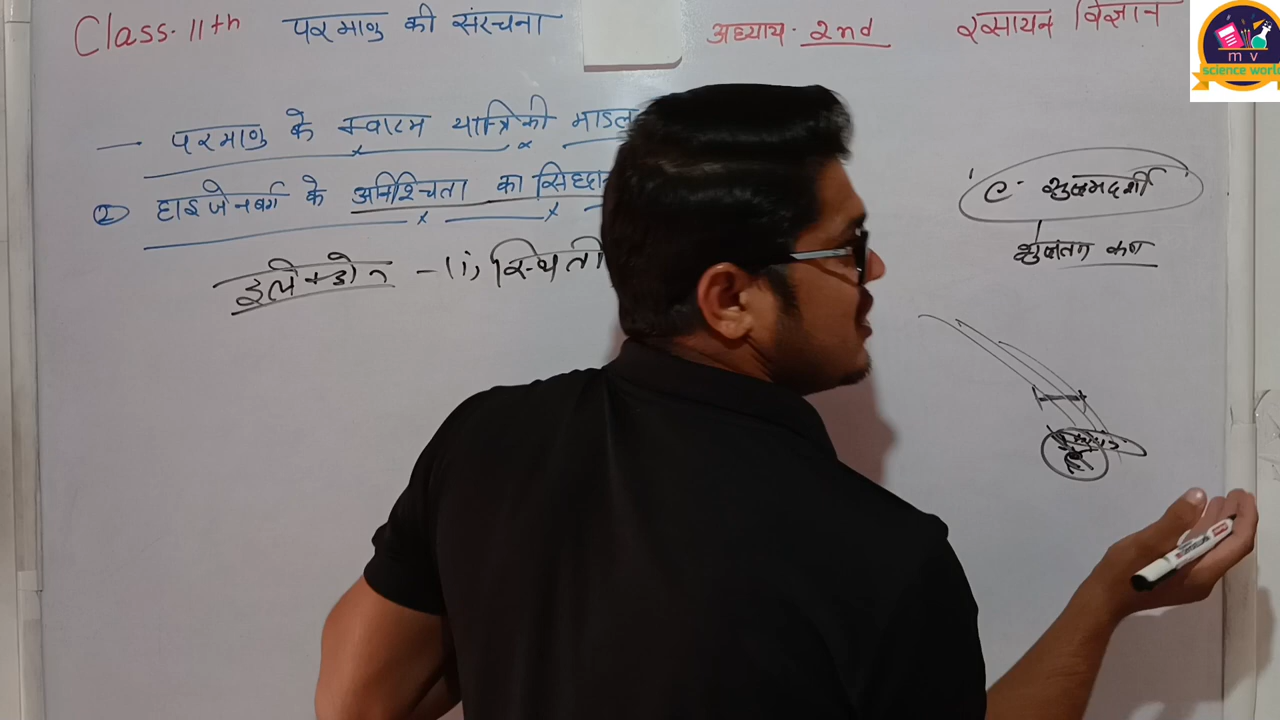 Class. 11th परमाणु की संरचना अध्याय. 2nd रसायन विज्ञान
m v
science world
— परमाणु के क्वाटम यात्रिकी माडल
② हाइजेनबर्ग के अनिश्चिता का सिद्धा
e- सुक्ष्मदर्शी
सुक्ष्मतम कण
इलेक्ट्रोन – (i) स्थिती